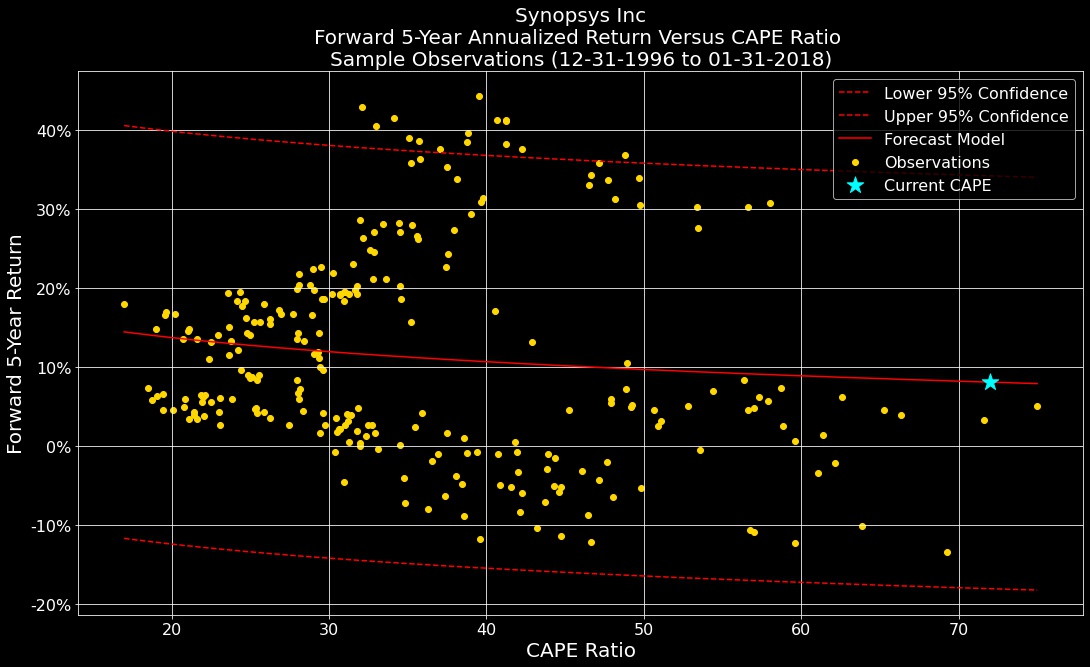 Synopsys Inc
Forward 5-Year Annualized Return Versus CAPE Ratio
Sample Observations (12-31-1996 to 01-31-2018)
Lower 95% Confidence
Upper 95% Confidence
Forecast Model
Observations
Current CAPE
Forward 5-Year Return
40%
30%
20%
10%
0%
-10%
-20%
20 30 40 50 60 70
CAPE Ratio